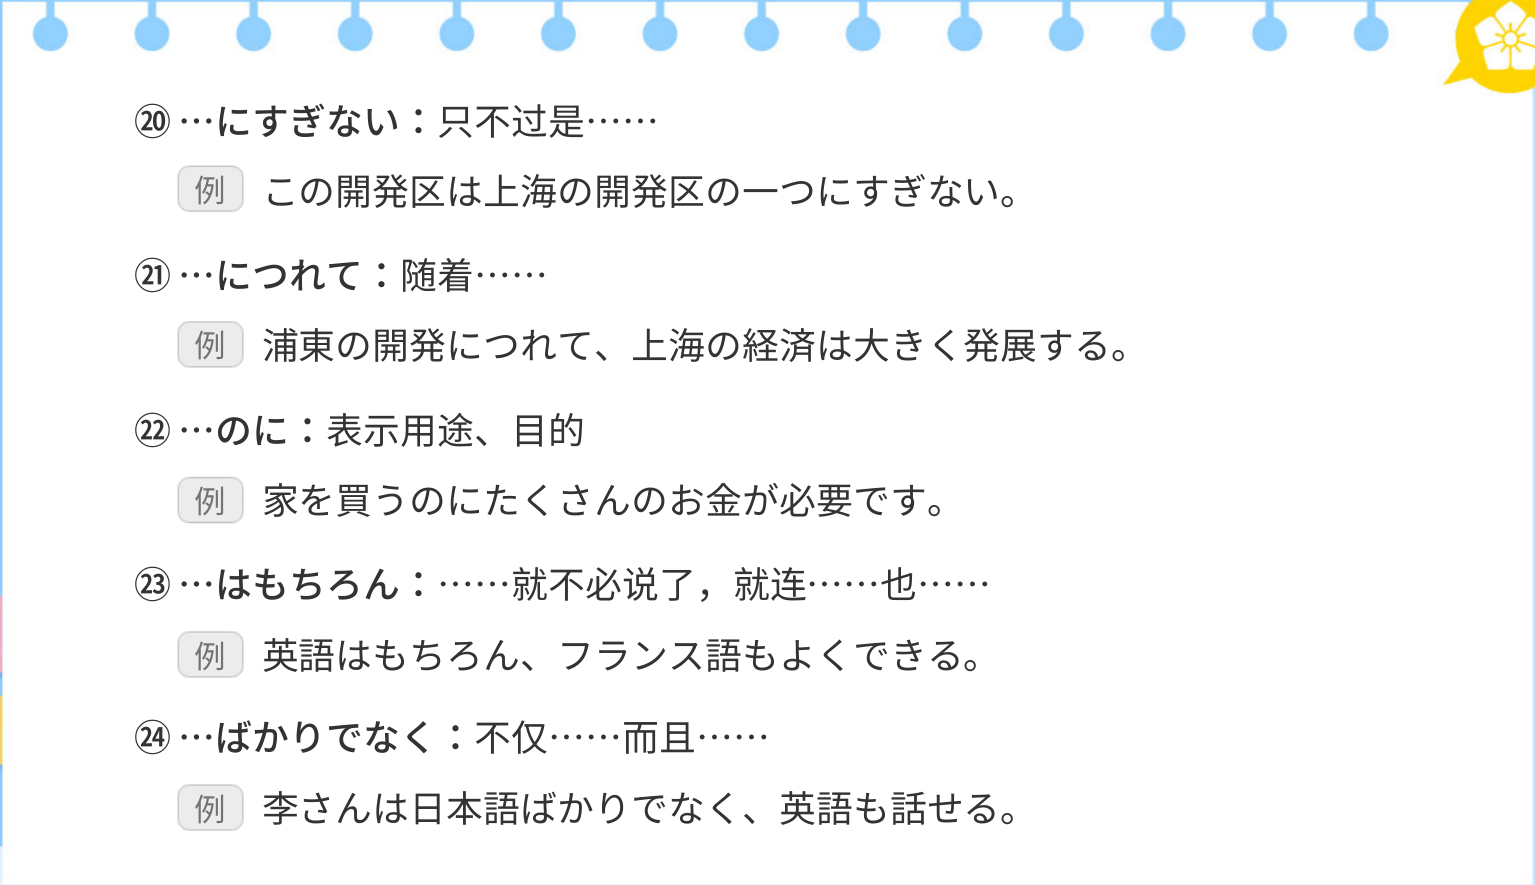 ⑳ …にすぎない：只不过是……
例 この開発区は上海の開発区の一つにすぎない。
㉑ …につれて：随着……
例 浦東の開発につれて、上海の経済は大きく発展する。
㉒ …のに：表示用途、目的
例 家を買うのにたくさんのお金が必要です。
㉓ …はもちろん：……就不必说了，就连……也……
例 英語はもちろん、フランス語もよくできる。
㉔ …ばかりでなく：不仅……而且……
例 李さんは日本語ばかりでなく、英語も話せる。